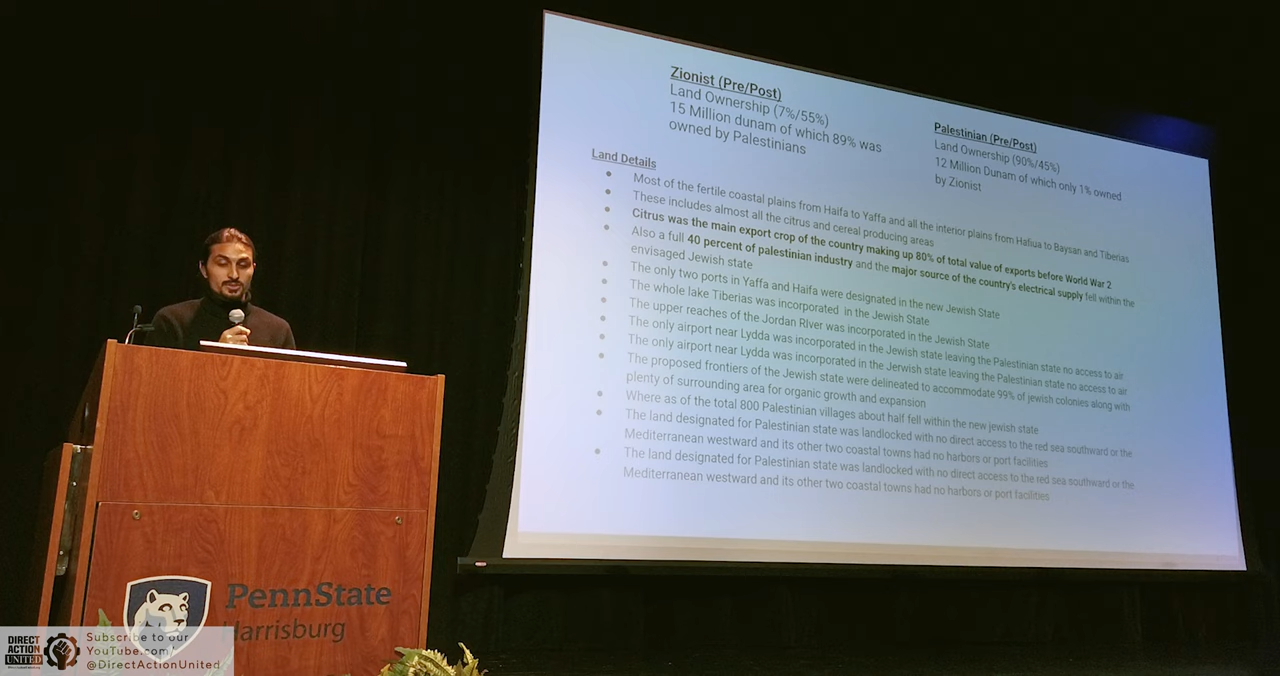 Zionist (Pre/Post)
Land Ownership (7%/55%)
15 Million dunam of which 89% was
owned by Palestinians
Palestinian (Pre/Post)
Land Ownership (90%/45%)
12 Million Dunam of which only 1% owned
by Zionist
Land Details
Most of the fertile coastal plains from Haifa to Yaffa and all the interior plains from Hafiua to Baysan and Tiberias
These includes almost all the citrus and cereal producing areas
Citrus was the main export crop of the country making up 80% of total value of exports before World War 2
Also a full 40 percent of palestinian industry and the major source of the country's electrical supply fell within the
envisaged Jewish state
The only two ports in Yaffa and Haifa were designated in the new Jewish State
The whole lake Tiberias was incorporated in the Jewish State
The upper reaches of the Jordan RIver was incorporated in the Jewish State
The only airport near Lydda was incorporated in the Jewish state leaving the Palestinian state no access to air
The only airport near Lydda was incorporated in the Jerwish state leaving the Palestinian state no access to air
The proposed frontiers of the Jewish state were delineated to accommodate 99% of jewish colonies along with
plenty of surrounding area for organic growth and expansion
Where as of the total 800 Palestinian villages about half fell within the new jewish state
The land designated for Palestinian state was landlocked with no direct access to the red sea southward or the
Mediterranean westward and its other two coastal towns had no harbors or port facilities
The land designated for Palestinian state was landlocked with no direct access to the red sea southward or the
Mediterranean westward and its other two coastal towns had no harbors or port facilities
PennState
Harrisburg
DIRECT
ACTION
UNITED
Subscribe to our
YouTube.com/
@DirectActionUnited